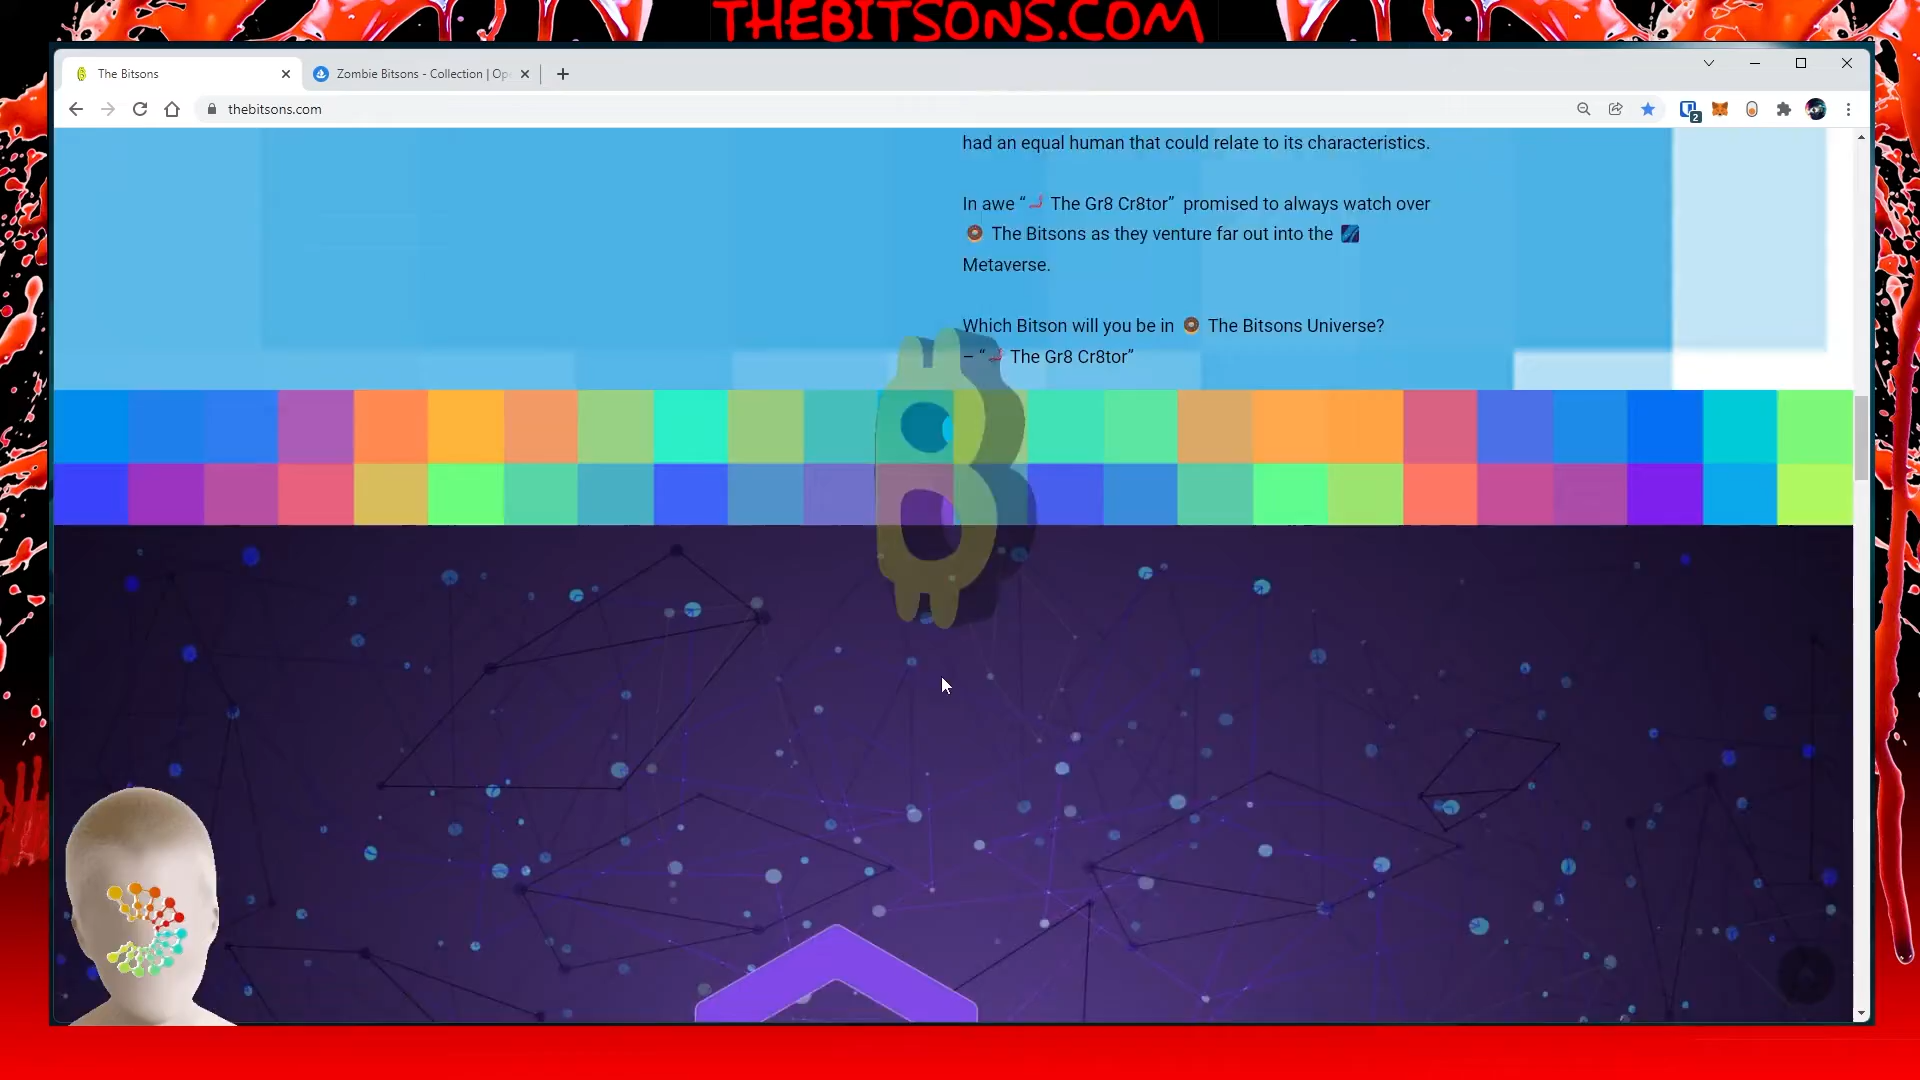 THEBITSONS.COM
The Bitsons
Zombie Bitsons - Collection | Ope
thebitsons.com
2
had an equal human that could relate to its characteristics.
In awe “ The Gr8 Cr8tor” promised to always watch over
The Bitsons as they venture far out into the
Metaverse.
Which Bitson will you be in The Bitsons Universe?
– “ The Gr8 Cr8tor”